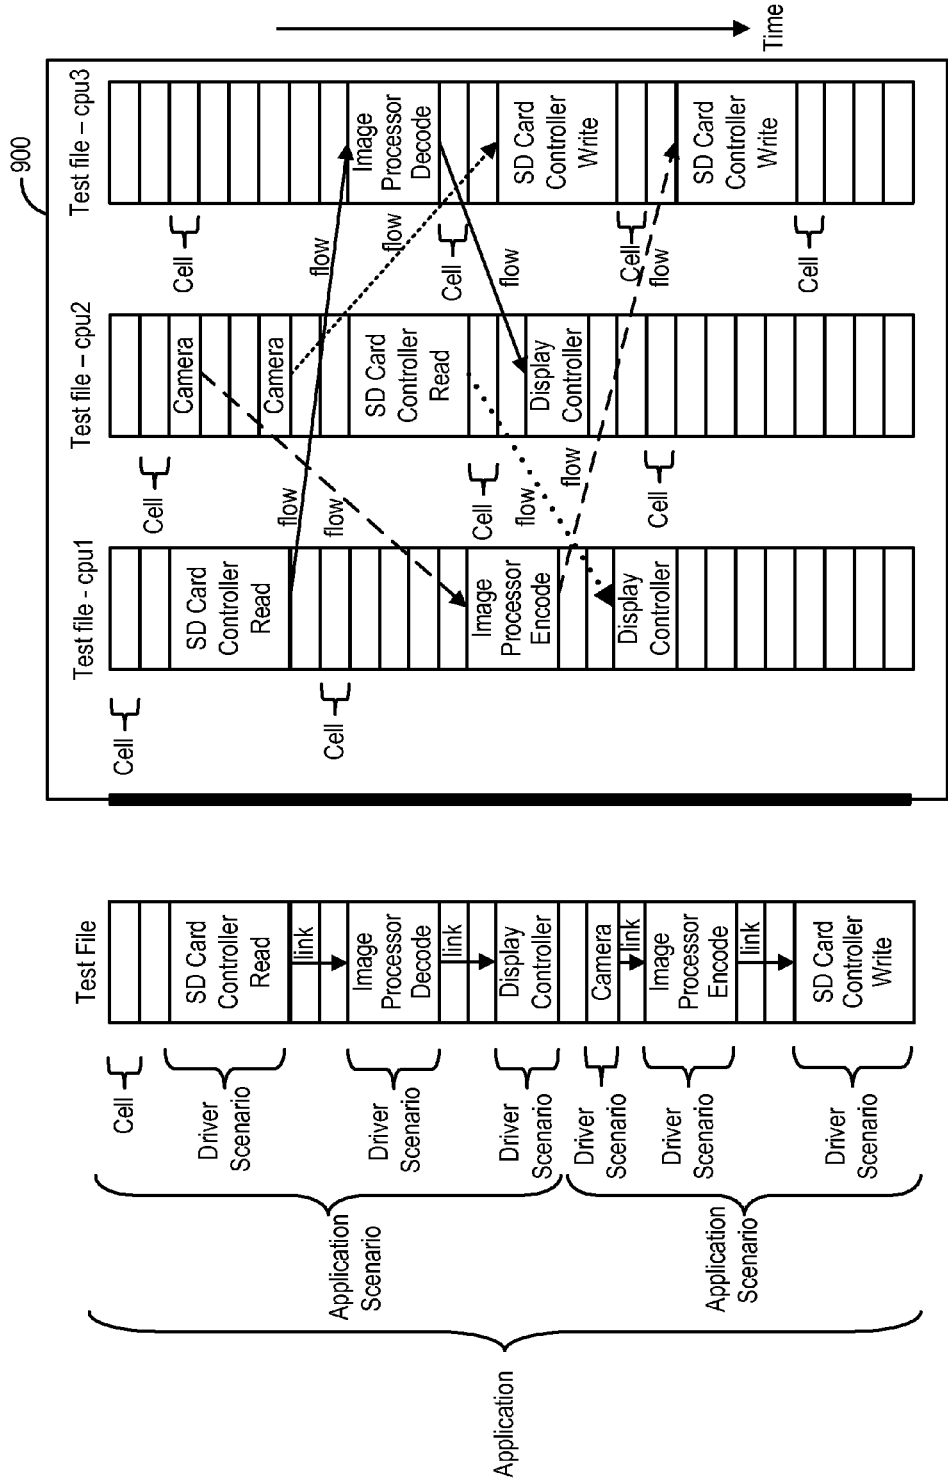 900
Time
Test file - cpu1
Test file – cpu2
Test file – cpu3
Cell
SD Card
Controller
Read
flow
flow
Cell
Image
Processor
Encode
Display
Controller
Cell
Camera
Camera
SD Card
Controller
Read
Cell
flow
flow
Display
Controller
Cell
Cell
flow
flow
Image
Processor
Decode
Cell
flow
SD Card
Controller
Write
Cell
flow
SD Card
Controller
Write
Cell
Test File
Cell
SD Card
Controller
Read
Driver
Scenario
link
Image
Processor
Decode
Driver
Scenario
link
Display
Controller
Driver
Scenario
Camera
Driver
Scenario
link
Image
Processor
Encode
Driver
Scenario
link
SD Card
Controller
Write
Driver
Scenario
Application
Scenario
Application
Scenario
Application